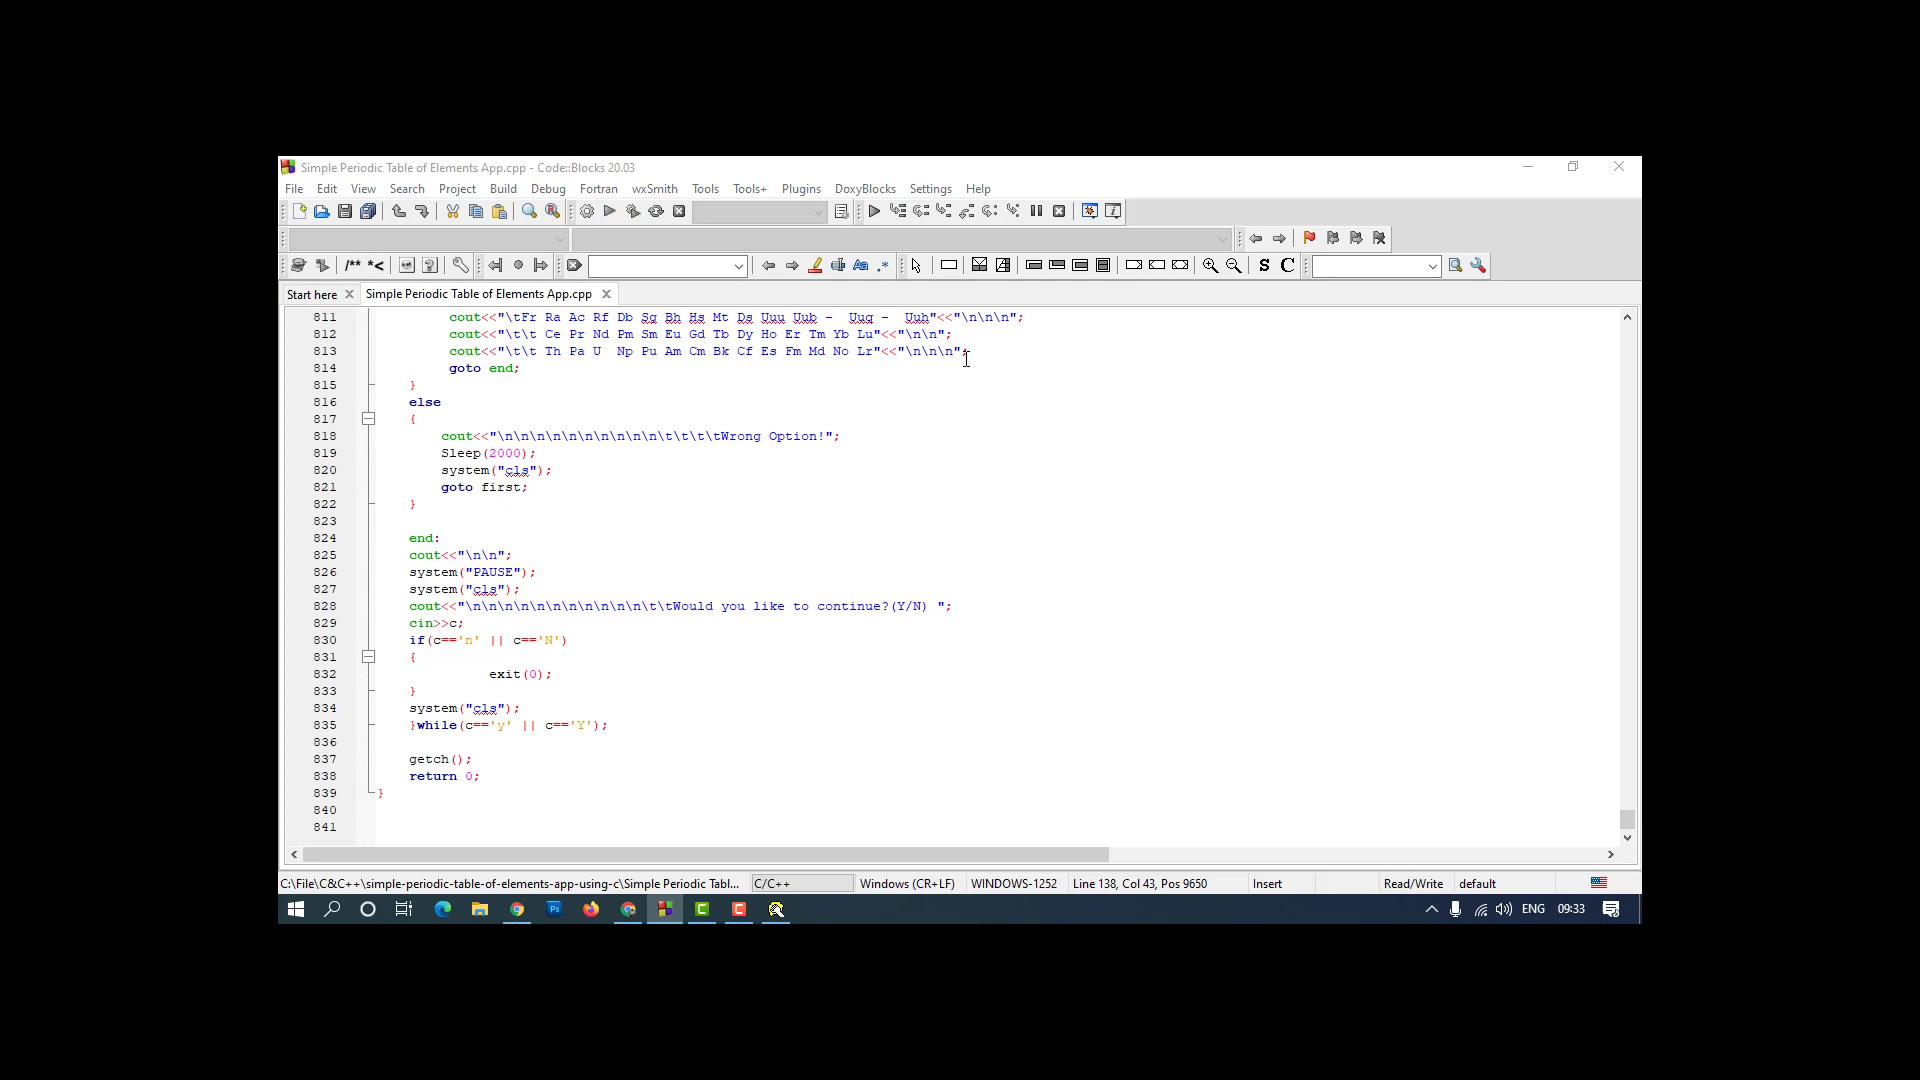 Simple Periodic Table of Elements App.cpp - Code::Blocks 20.03
File Edit View Search Project Build Debug Fortran wxSmith Tools Tools+ Plugins DoxyBlocks Settings Help
/** *< S C
Start here Simple Periodic Table of Elements App.cpp
811 cout<<"\tFr Ra Ac Rf Db Sg Bh Hs Mt Ds Uuu Uub -  Uuq -  Uuh"<<"\n\n\n";
812 cout<<"\t\t Ce Pr Nd Pm Sm Eu Gd Tb Dy Ho Er Tm Yb Lu"<<"\n\n";
813 cout<<"\t\t Th Pa U  Np Pu Am Cm Bk Cf Es Fm Md No Lr"<<"\n\n\n";
814 goto end;
815 }
816 else
817 {
818 cout<<"\n\n\n\n\n\n\n\n\n\n\t\t\t\tWrong Option!";
819 Sleep(2000);
820 system("cls");
821 goto first;
822 }
823
824 end:
825 cout<<"\n\n";
826 system("PAUSE");
827 system("cls");
828 cout<<"\n\n\n\n\n\n\n\n\n\n\n\t\tWould you like to continue?(Y/N) ";
829 cin>>c;
830 if(c=='n' || c=='N')
831 {
832 exit(0);
833 }
834 system("cls");
835 }while(c=='y' || c=='Y');
836
837 getch();
838 return 0;
839 }
840
841
C:\File\C&C++\simple-periodic-table-of-elements-app-using-c\Simple Periodic Tabl... C/C++ Windows (CR+LF) WINDOWS-1252 Line 138, Col 43, Pos 9650 Insert Read/Write default
ENG 09:33